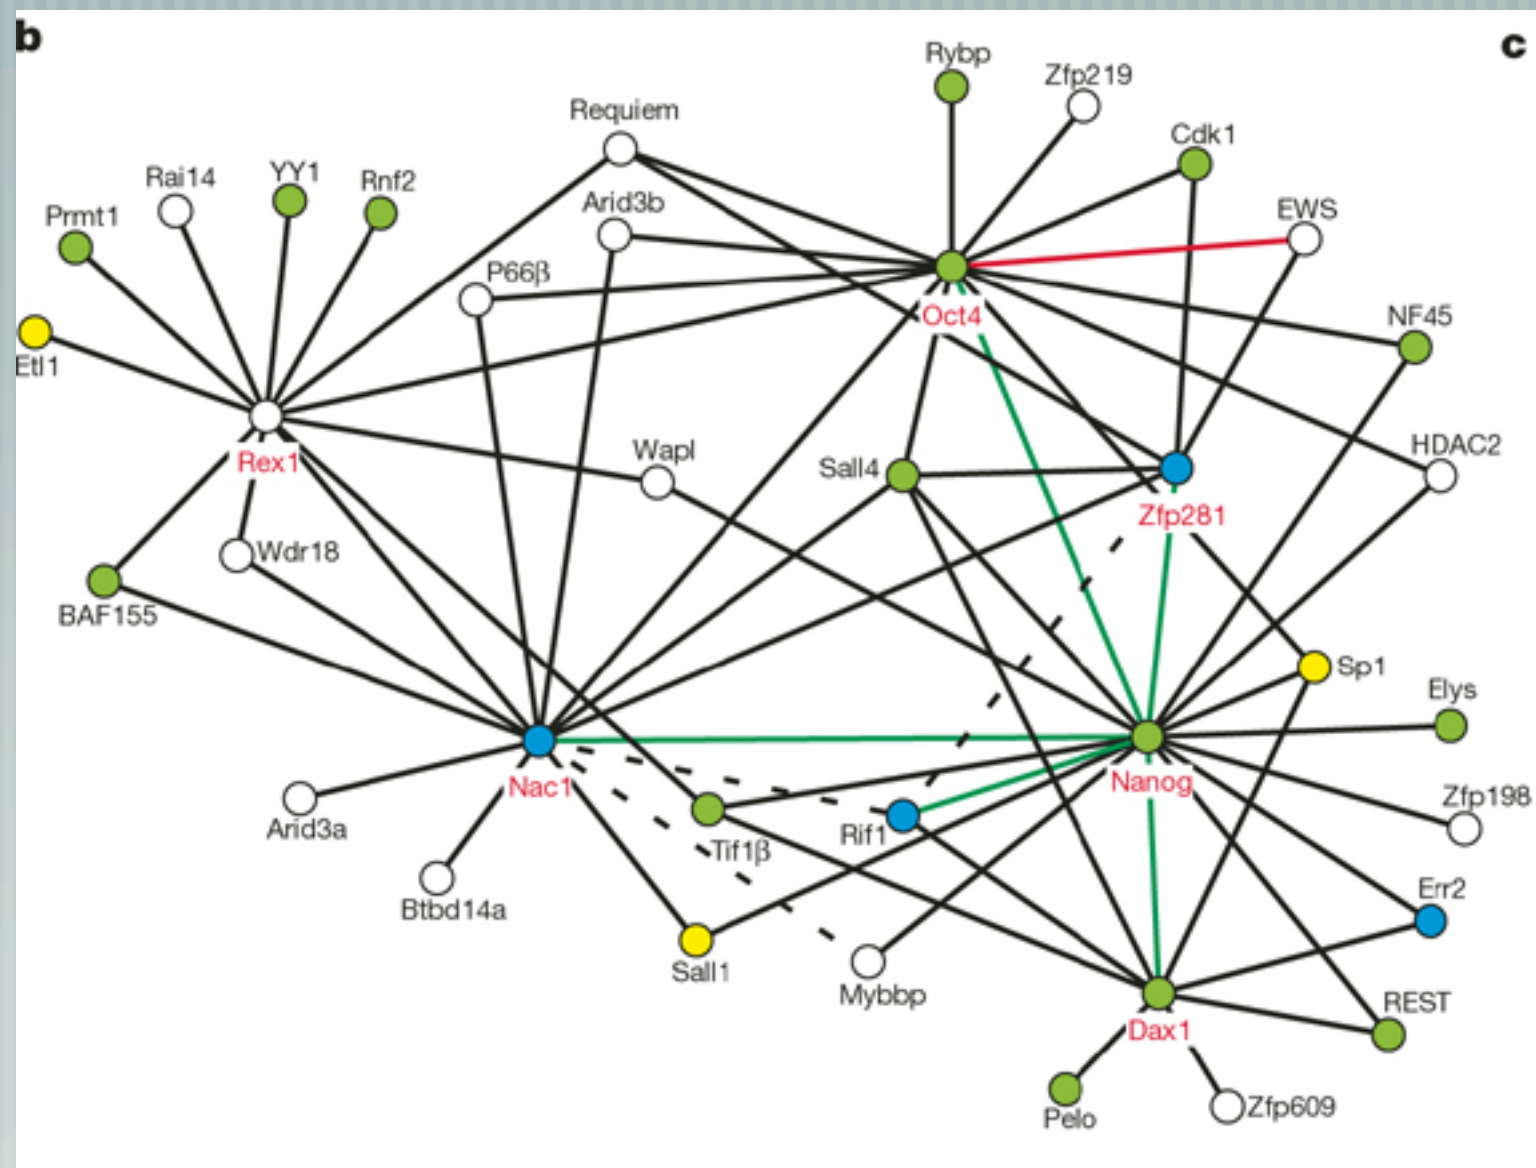 b
c
Rybp
Zfp219
Requiem
Cdk1
Rai14
YY1
Rnf2
Arid3b
EWS
Prmt1
P66β
Oct4
NF45
Etl1
HDAC2
Rex1
Wapl
Sall4
Zfp281
Wdr18
BAF155
Sp1
Elys
Nac1
Nanog
Zfp198
Arid3a
Rif1
Tif1β
Err2
Btbd14a
Sall1
Mybbp
REST
Dax1
Pelo
Zfp609